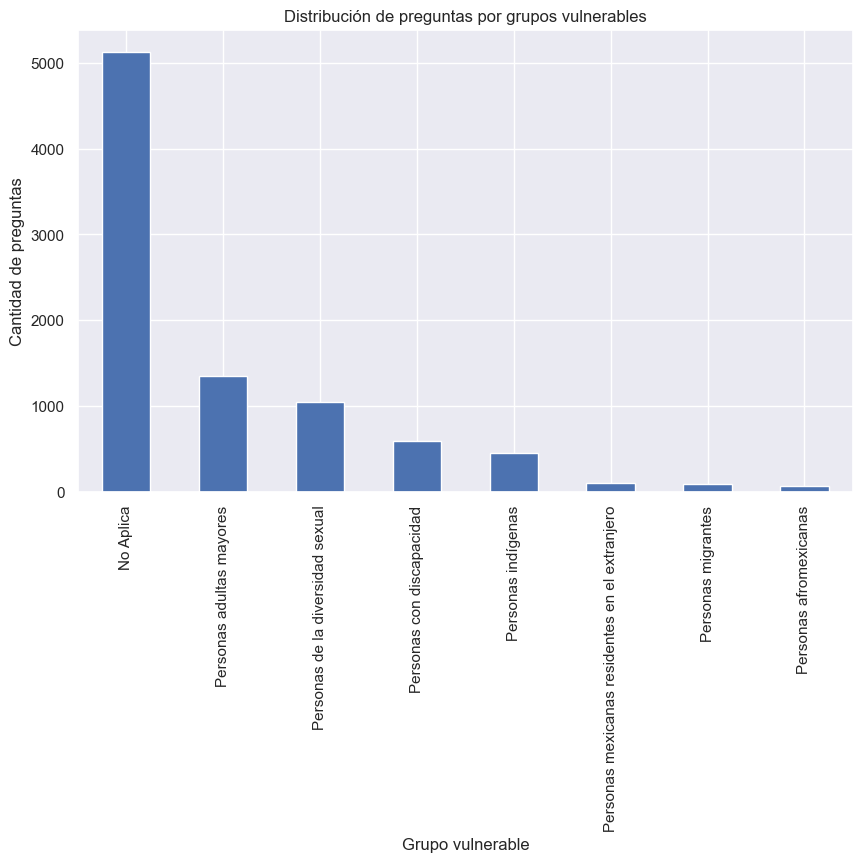 Distribución de preguntas por grupos vulnerables
Cantidad de preguntas
5000
4000
3000
2000
1000
0
No Aplica
Personas adultas mayores
Personas de la diversidad sexual
Personas con discapacidad
Personas indígenas
Personas mexicanas residentes en el extranjero
Personas migrantes
Personas afromexicanas
Grupo vulnerable